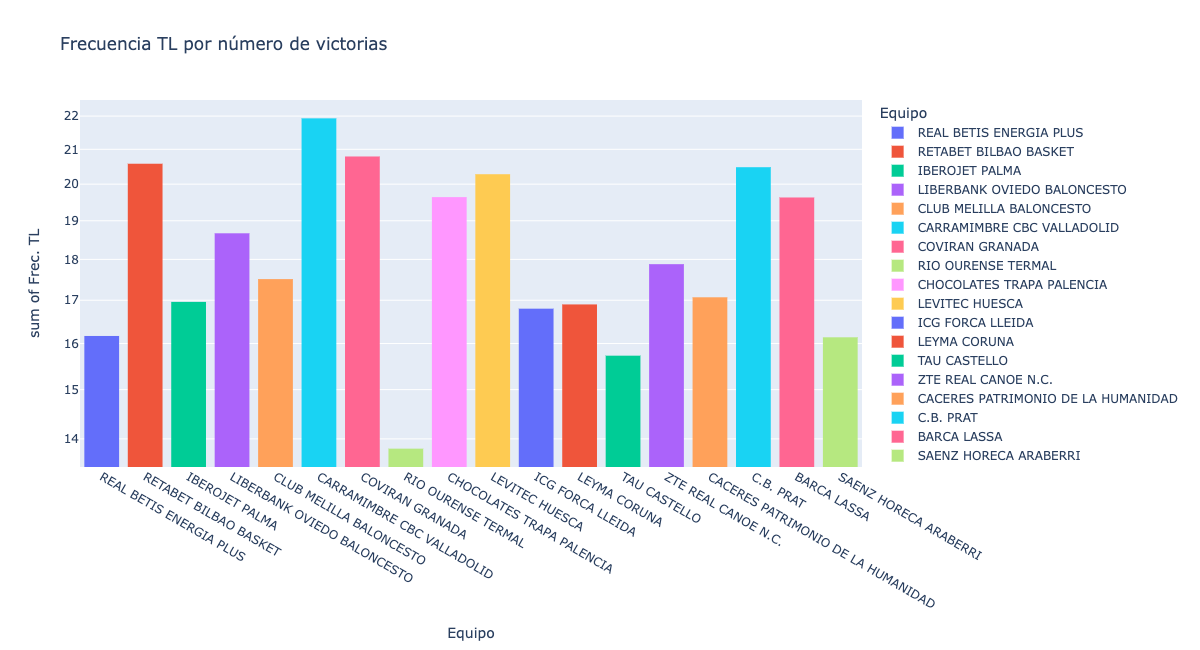 Frecuencia TL por número de victorias
sum of Frec. TL
22
21
20
19
18
17
16
15
14
REAL BETIS ENERGIA PLUS
RETABET BILBAO BASKET
IBEROJET PALMA
LIBERBANK OVIEDO BALONCESTO
CLUB MELILLA BALONCESTO
CARRAMIMBRE CBC VALLADOLID
COVIRAN GRANADA
RIO OURENSE TERMAL
CHOCOLATES TRAPA PALENCIA
LEVITEC HUESCA
ICG FORCA LLEIDA
LEYMA CORUNA
TAU CASTELLO
ZTE REAL CANOE N.C.
CACERES PATRIMONIO DE LA HUMANIDAD
C.B. PRAT
BARCA LASSA
SAENZ HORECA ARABERRI
Equipo
Equipo
REAL BETIS ENERGIA PLUS
RETABET BILBAO BASKET
IBEROJET PALMA
LIBERBANK OVIEDO BALONCESTO
CLUB MELILLA BALONCESTO
CARRAMIMBRE CBC VALLADOLID
COVIRAN GRANADA
RIO OURENSE TERMAL
CHOCOLATES TRAPA PALENCIA
LEVITEC HUESCA
ICG FORCA LLEIDA
LEYMA CORUNA
TAU CASTELLO
ZTE REAL CANOE N.C.
CACERES PATRIMONIO DE LA HUMANIDAD
C.B. PRAT
BARCA LASSA
SAENZ HORECA ARABERRI